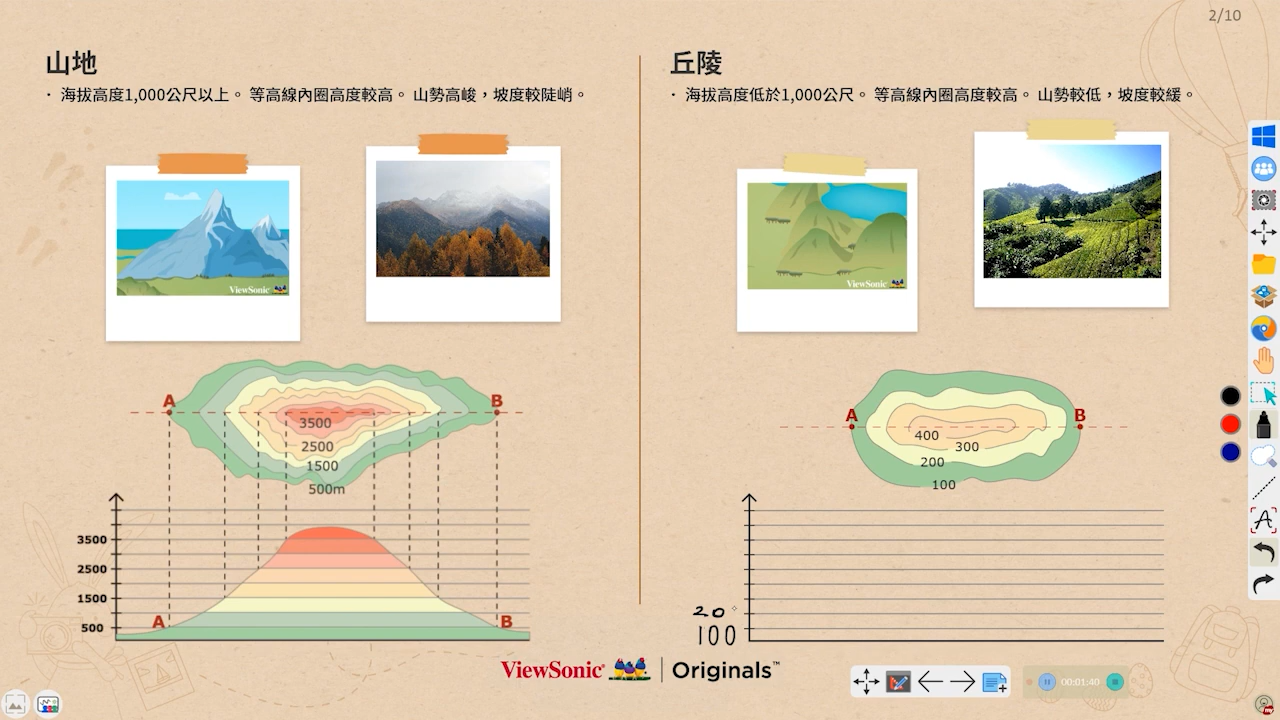 2/10
山地
· 海拔高度1,000公尺以上。 等高線內圈高度較高。 山勢高峻，坡度較陡峭。
ViewSonic
A
B
3500
2500
1500
500m
3500
2500
1500
500
A
B
丘陵
· 海拔高度低於1,000公尺。 等高線內圈高度較高。 山勢較低，坡度較緩。
ViewSonic
A
B
400
300
200
100
20
100
ViewSonic Originals™
00:01:40